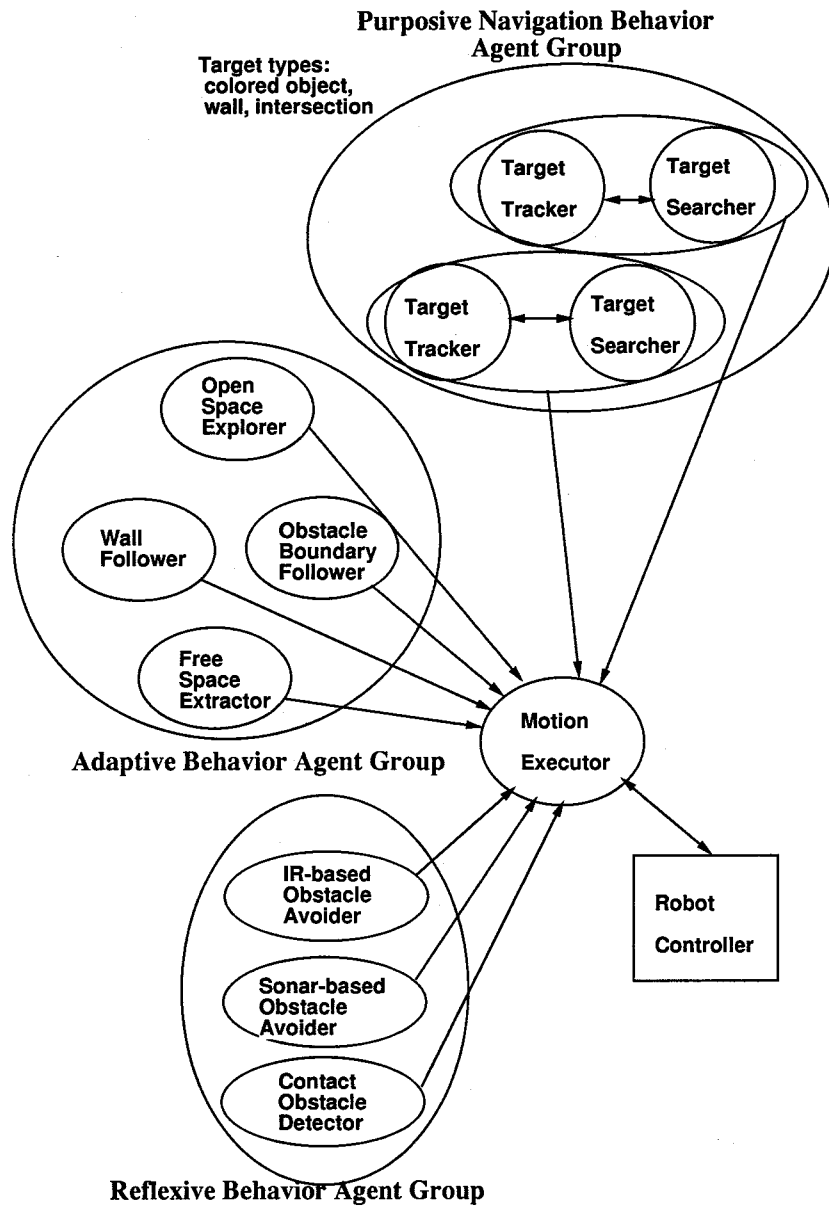 Purposive Navigation Behavior
Agent Group
Target types:
colored object,
wall, intersection
Target
Tracker
Target
Searcher
Target
Tracker
Target
Searcher
Open
Space
Explorer
Wall
Follower
Obstacle
Boundary
Follower
Free
Space
Extractor
Adaptive Behavior Agent Group
Motion
Executor
IR-based
Obstacle
Avoider
Sonar-based
Obstacle
Avoider
Contact
Obstacle
Detector
Robot
Controller
Reflexive Behavior Agent Group